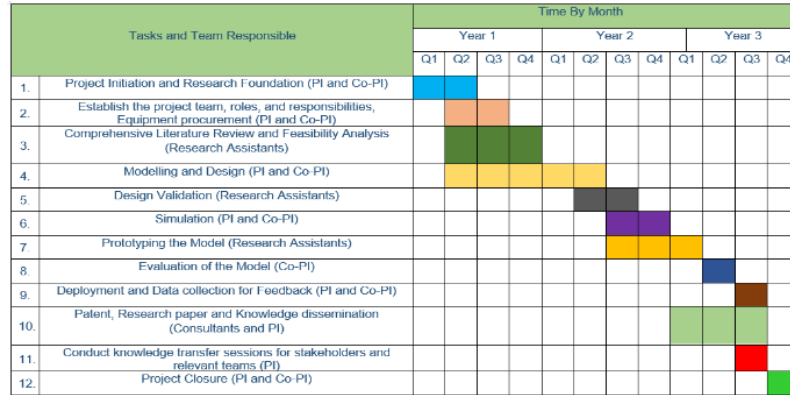 Tasks and Team Responsible
Time By Month
Year 1 Year 2 Year 3
Q1 Q2 Q3 Q4 Q1 Q2 Q3 Q4 Q1 Q2 Q3 Q4
1. Project Initiation and Research Foundation (PI and Co-PI)
2. Establish the project team, roles, and responsibilities,
Equipment procurement (PI and Co-PI)
3. Comprehensive Literature Review and Feasibility Analysis
(Research Assistants)
4. Modelling and Design (PI and Co-PI)
5. Design Validation (Research Assistants)
6. Simulation (PI and Co-PI)
7. Prototyping the Model (Research Assistants)
8. Evaluation of the Model (Co-PI)
9. Deployment and Data collection for Feedback (PI and Co-PI)
10. Patent, Research paper and Knowledge dissemination
(Consultants and PI)
11. Conduct knowledge transfer sessions for stakeholders and
relevant teams (PI)
12. Project Closure (PI and Co-PI)